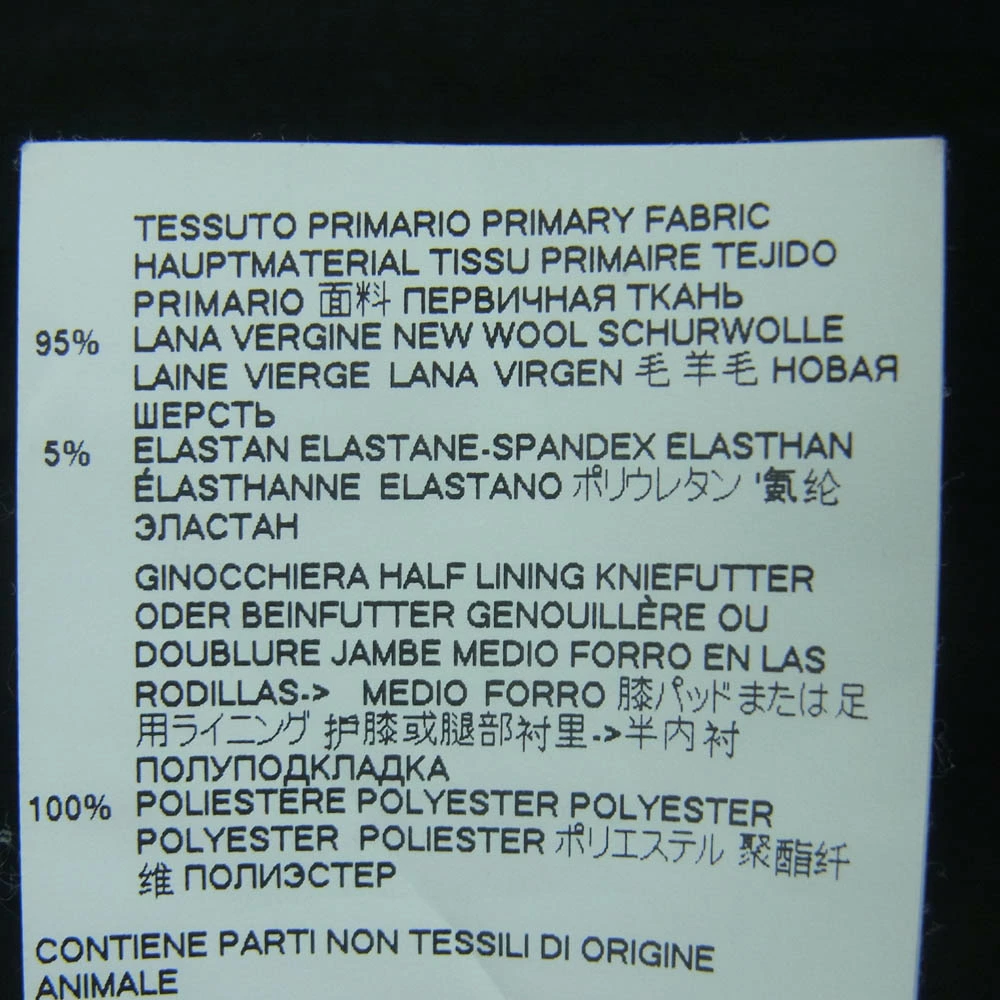 TESSUTO PRIMARIO PRIMARY FABRIC
HAUPTMATERIAL TISSU PRIMAIRE TEJIDO
PRIMARIO 面料 ПЕРВИЧНАЯ ТКАНЬ
95% LANA VERGINE NEW WOOL SCHURWOLLE
LAINE VIERGE LANA VIRGEN 毛 羊毛 НОВАЯ
ШЕРСТЬ
5% ELASTAN ELASTANE-SPANDEX ELASTHAN
ÉLASTHANNE ELASTANO ポリウレタン '氨纶
ЭЛАСТАН
GINOCCHIERA HALF LINING KNIEFUTTER
ODER BEINFUTTER GENOUILLÈRE OU
DOUBLURE JAMBE MEDIO FORRO EN LAS
RODILLAS-> MEDIO FORRO 膝パッドまたは足
用ライニング 护膝或腿部衬里->半内衬
ПОЛУПОДКЛАДКА
100% POLIESTERE POLYESTER POLYESTER
POLYESTER POLIESTER ポリエステル 聚酯纤
维 ПОЛИЭСТЕР
CONTIENE PARTI NON TESSILI DI ORIGINE
ANIMALE